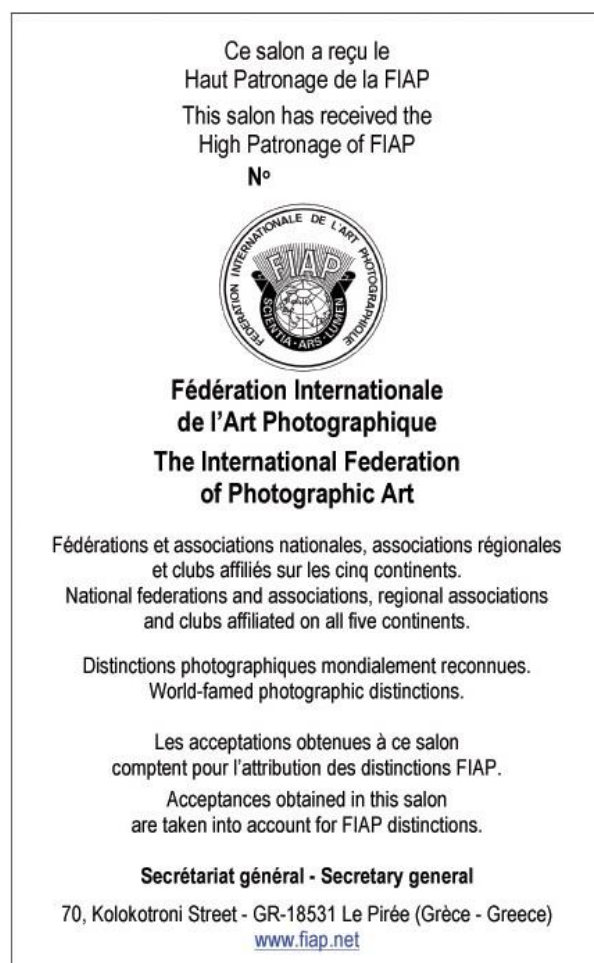 Ce salon a reçu le
Haut Patronage de la FIAP
This salon has received the
High Patronage of FIAP
Nº
FEDERATION INTERNATIONALE DE L'ART PHOTOGRAPHIQUE
FIAP
SCIENTIA - ARS - LUMEN
Fédération Internationale
de l'Art Photographique
The International Federation
of Photographic Art
Fédérations et associations nationales, associations régionales
et clubs affiliés sur les cinq continents.
National federations and associations, regional associations
and clubs affiliated on all five continents.
Distinctions photographiques mondialement reconnues.
World-famed photographic distinctions.
Les acceptations obtenues à ce salon
comptent pour l'attribution des distinctions FIAP.
Acceptances obtained in this salon
are taken into account for FIAP distinctions.
Secrétariat général - Secretary general
70, Kolokotroni Street - GR-18531 Le Pirée (Grèce - Greece)
www.fiap.net